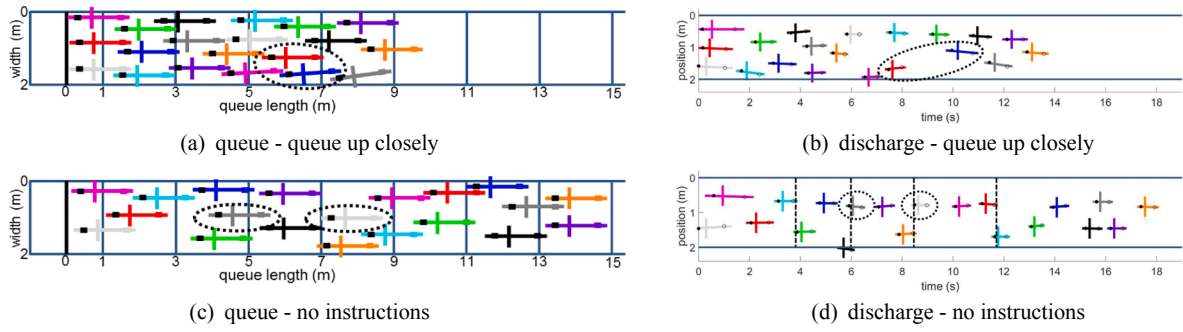 0
width (m)
2
0 1 3 5 7 9 11 13 15
queue length (m)
(a) queue - queue up closely
0
position (m)
1
2
0 2 4 6 8 10 12 14 16 18
time (s)
(b) discharge - queue up closely
0
width (m)
2
0 1 3 5 7 9 11 13 15
queue length (m)
(c) queue - no instructions
0
position (m)
1
2
0 2 4 6 8 10 12 14 16 18
time (s)
(d) discharge - no instructions